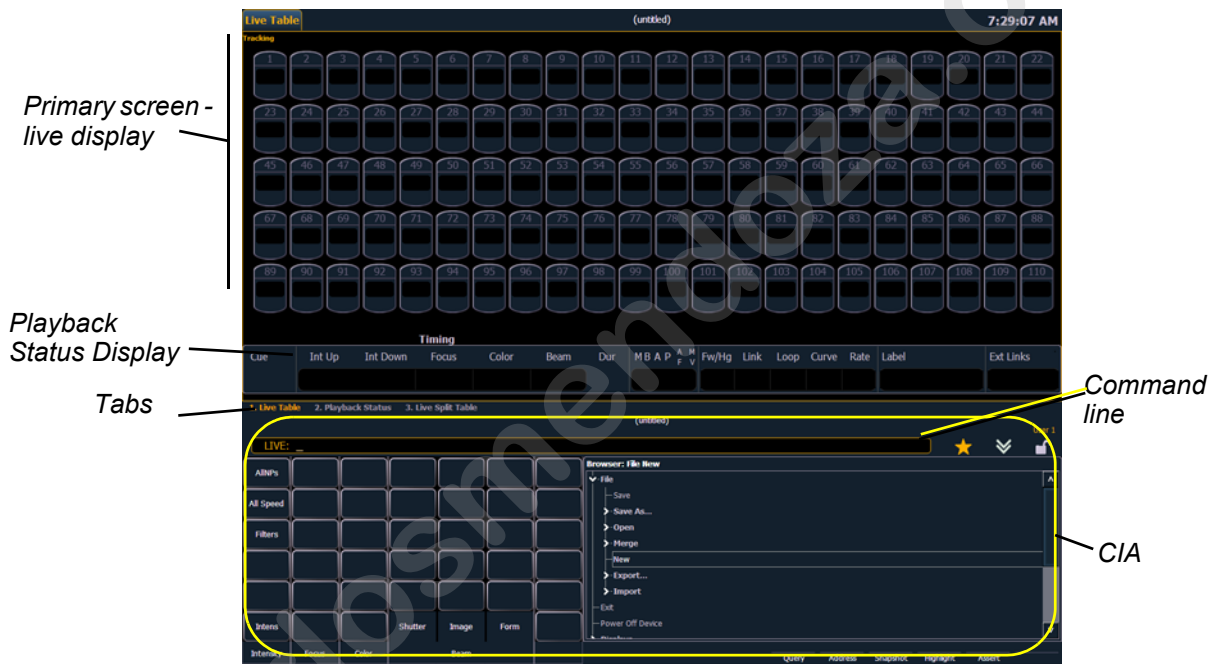 Live Table
(untitled)
7:29:07 AM
Tracking
1 2 3 4 5 6 7 8 9 10 11 12 13 14 15 16 17 18 19 20 21 22
23 24 25 26 27 28 29 30 31 32 33 34 35 36 37 38 39 40 41 42 43 44
45 46 47 48 49 50 51 52 53 54 55 56 57 58 59 60 61 62 63 64 65 66
67 68 69 70 71 72 73 74 75 76 77 78 79 80 81 82 83 84 85 86 87 88
89 90 91 92 93 94 95 96 97 98 99 100 101 102 103 104 105 106 107 108 109 110
Primary screen -
live display
Timing
Cue Int Up Int Down Focus Color Beam Dur M B A P A F M V Fw/Hg Link Loop Curve Rate Label Ext Links
Playback
Status Display
Tabs
1. Live Table 2. Playback Status 3. Live Split Table
(untitled)
Command
line
User 1
LIVE: _
AllNPs
All Speed
Filters
Intens Shutter Image Form
Intensity Focus Color Beam
Browser: File New
File
Save
Save As...
Open
Merge
New
Export...
Import
Exit
Power Off Device
Displays
CIA
Query Address Snapshot Highlight Assert